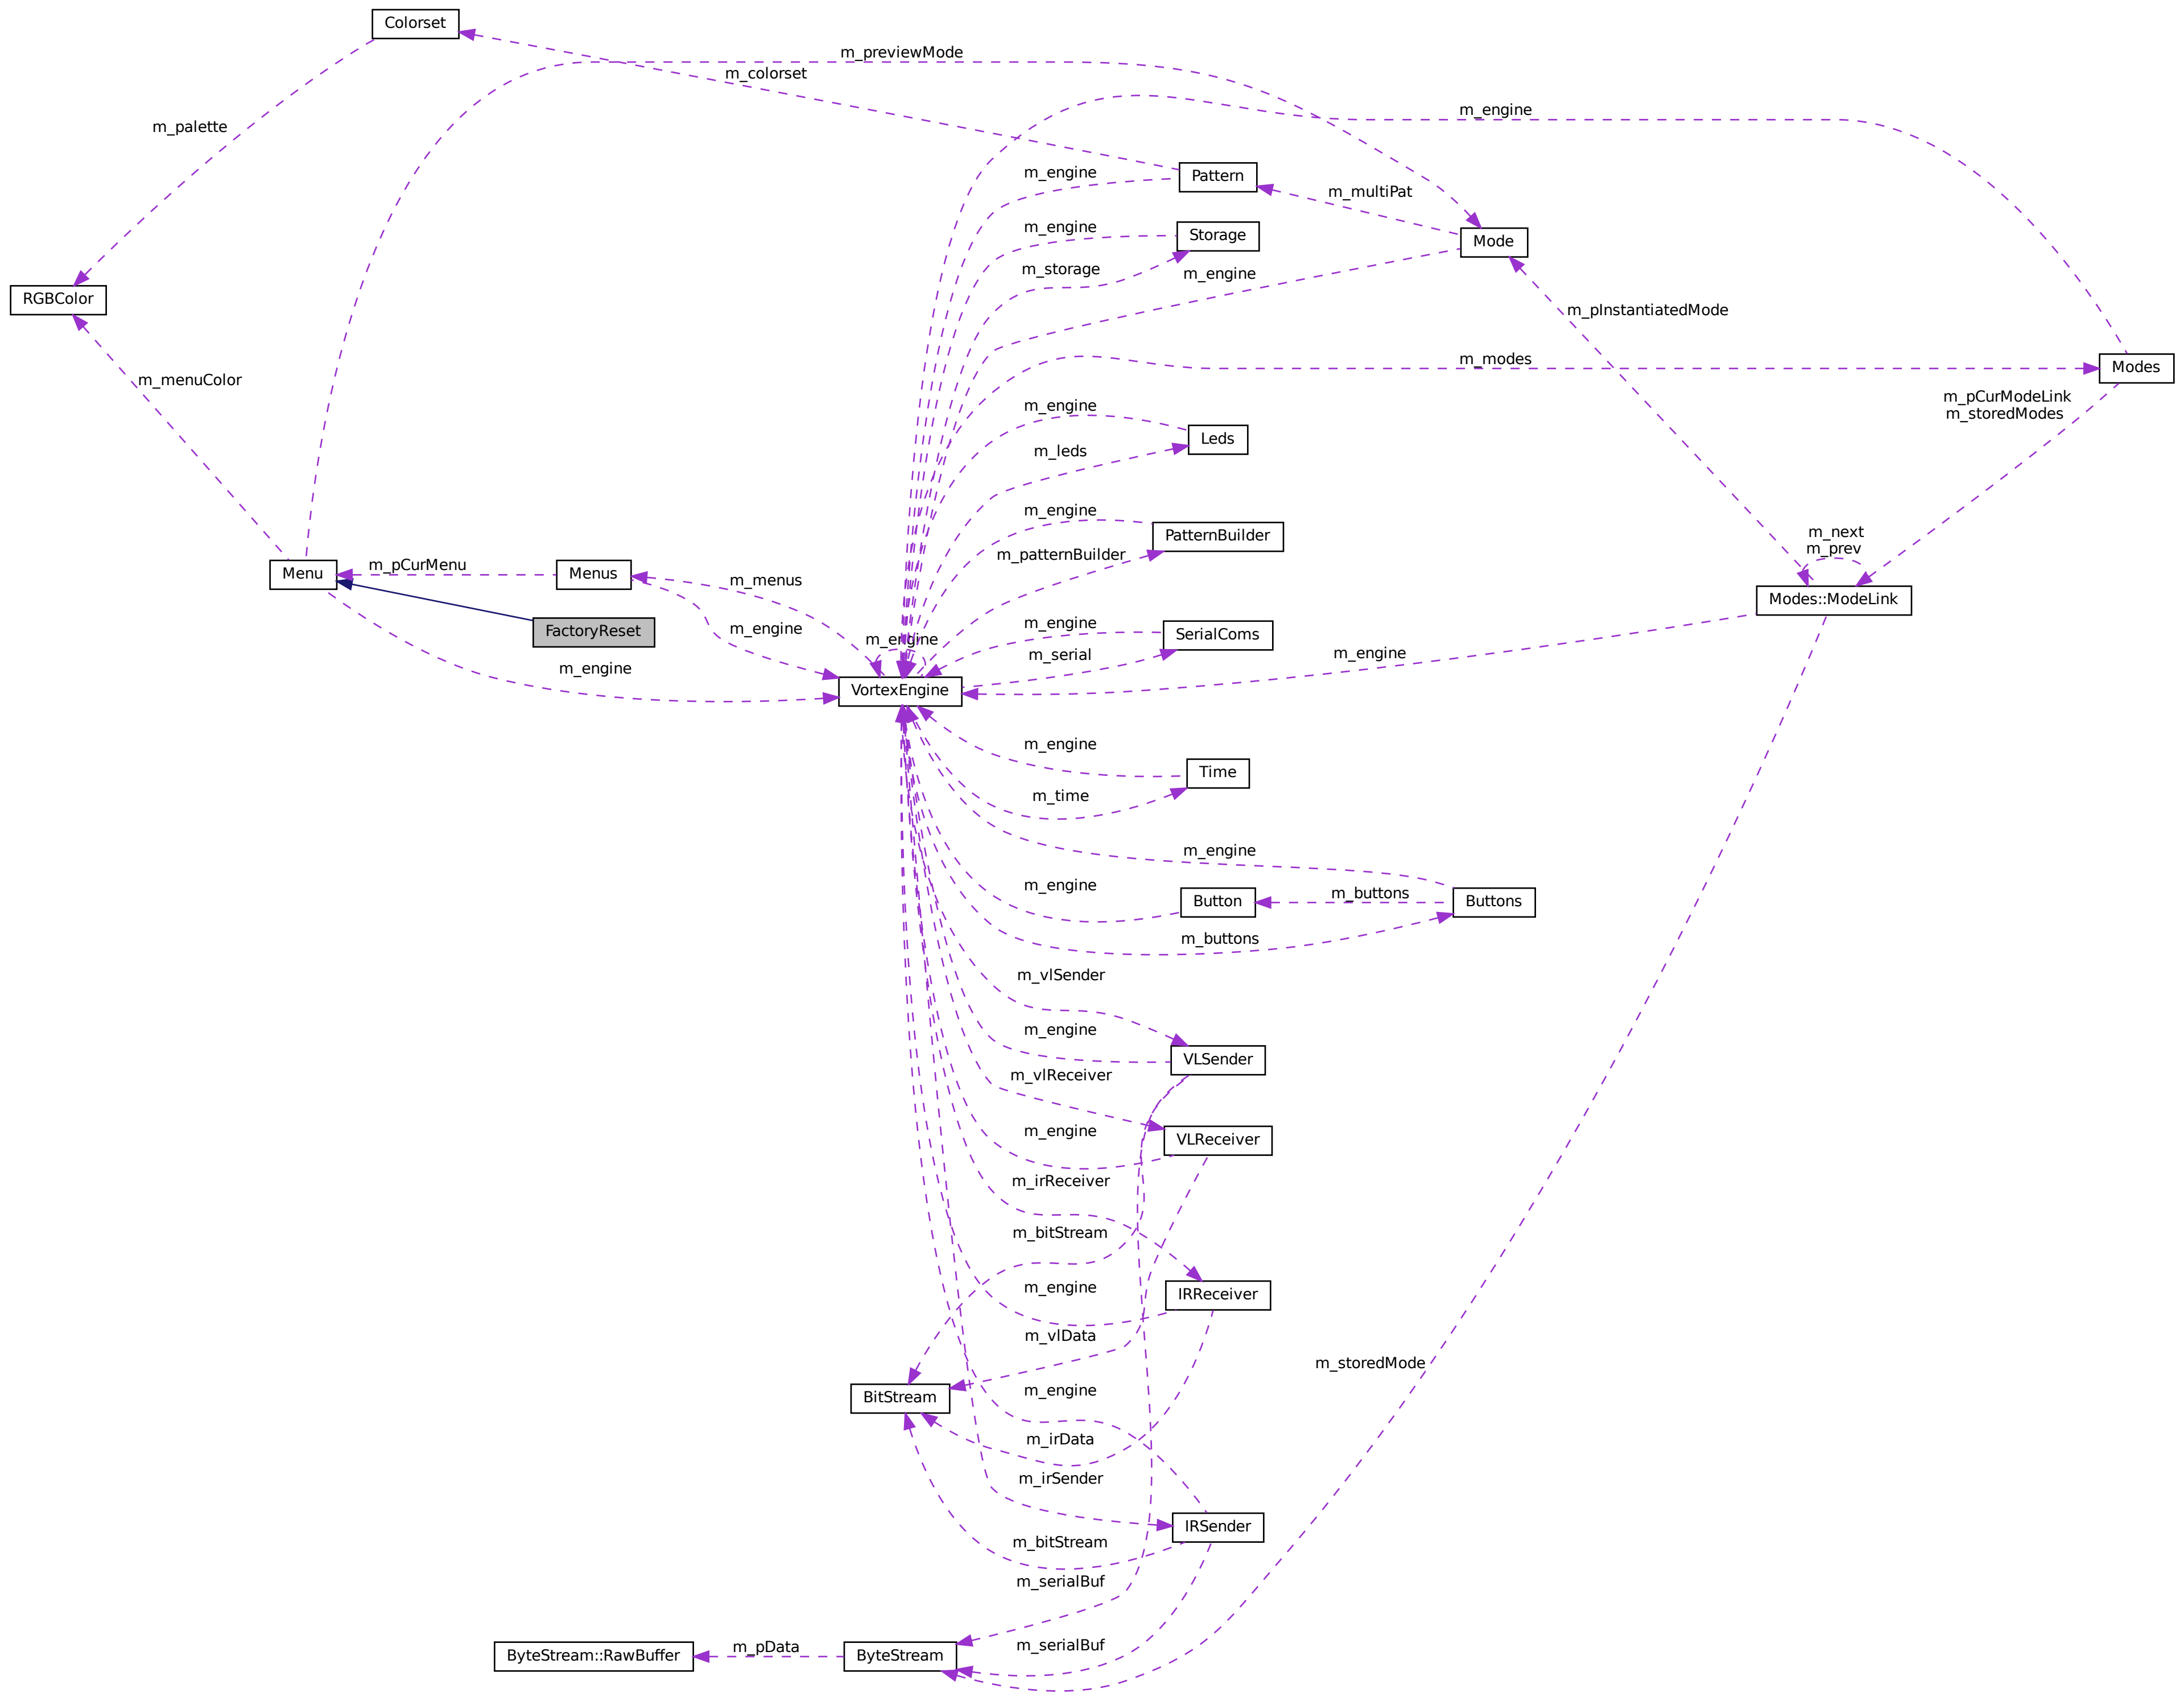 Colorset
m_previewMode
m_colorset
m_engine
m_palette
m_engine
Pattern
m_multiPat
m_engine
Storage
Mode
m_storage
m_engine
RGBColor
m_pInstantiatedMode
m_modes
Modes
m_menuColor
m_pCurModeLink
m_storedModes
m_engine
Leds
m_leds
m_engine
PatternBuilder
m_next
m_prev
m_patternBuilder
m_pCurMenu
Menu
Menus
m_menus
Modes::ModeLink
FactoryReset
m_engine
m_engine
SerialComs
m_engine
m_serial
m_engine
m_engine
VortexEngine
m_engine
Time
m_time
m_engine
m_engine
Button
m_buttons
Buttons
m_buttons
m_vlSender
m_engine
VLSender
m_vlReceiver
m_engine
VLReceiver
m_irReceiver
m_bitStream
m_engine
IRReceiver
m_vlData
m_storedMode
m_engine
BitStream
m_irData
m_irSender
IRSender
m_bitStream
m_serialBuf
m_serialBuf
m_pData
ByteStream::RawBuffer
ByteStream